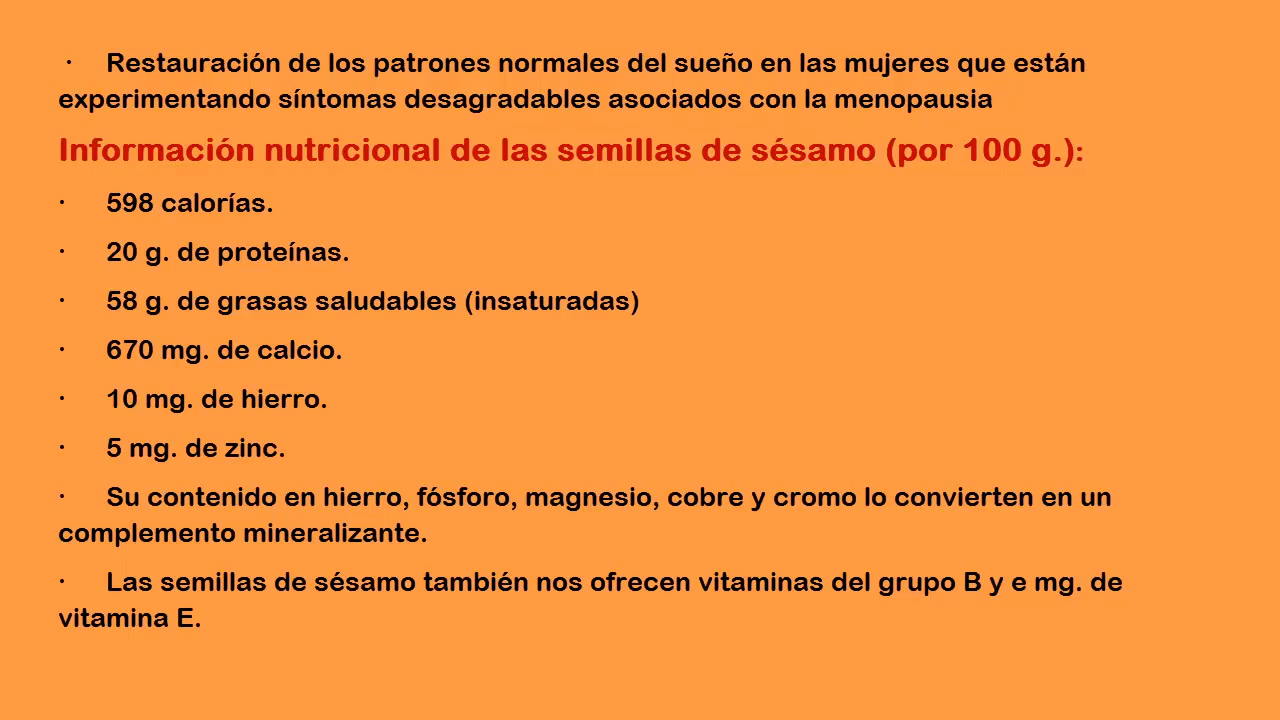 · Restauración de los patrones normales del sueño en las mujeres que están
experimentando síntomas desagradables asociados con la menopausia
Información nutricional de las semillas de sésamo (por 100 g.):
· 598 calorías.
· 20 g. de proteínas.
· 58 g. de grasas saludables (insaturadas)
· 670 mg. de calcio.
· 10 mg. de hierro.
· 5 mg. de zinc.
· Su contenido en hierro, fósforo, magnesio, cobre y cromo lo convierten en un
complemento mineralizante.
· Las semillas de sésamo también nos ofrecen vitaminas del grupo B y e mg. de
vitamina E.